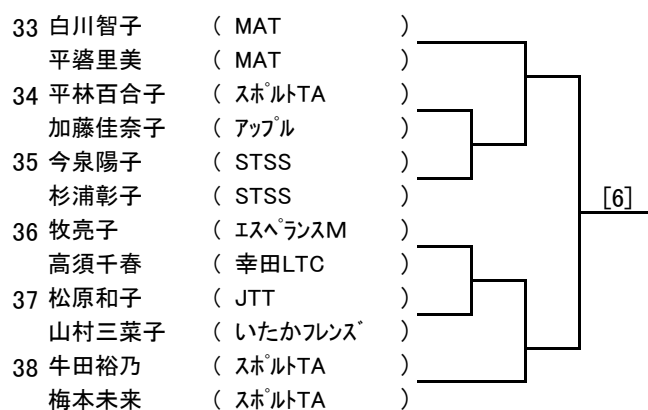 33 白川智子 ( MAT )
平婆里美 ( MAT )
34 平林百合子 ( ｽﾎﾟﾙﾄTA )
加藤佳奈子 ( ｱｯﾌﾟﾙ )
35 今泉陽子 ( STSS )
杉浦彰子 ( STSS )
[6]
36 牧亮子 ( ｴｽﾍﾟﾗﾝｽM )
高須千春 ( 幸田LTC )
37 松原和子 ( JTT )
山村三菜子 ( いたかﾌﾚﾝｽﾞ )
38 牛田裕乃 ( ｽﾎﾟﾙﾄTA )
梅本未来 ( ｽﾎﾟﾙﾄTA )